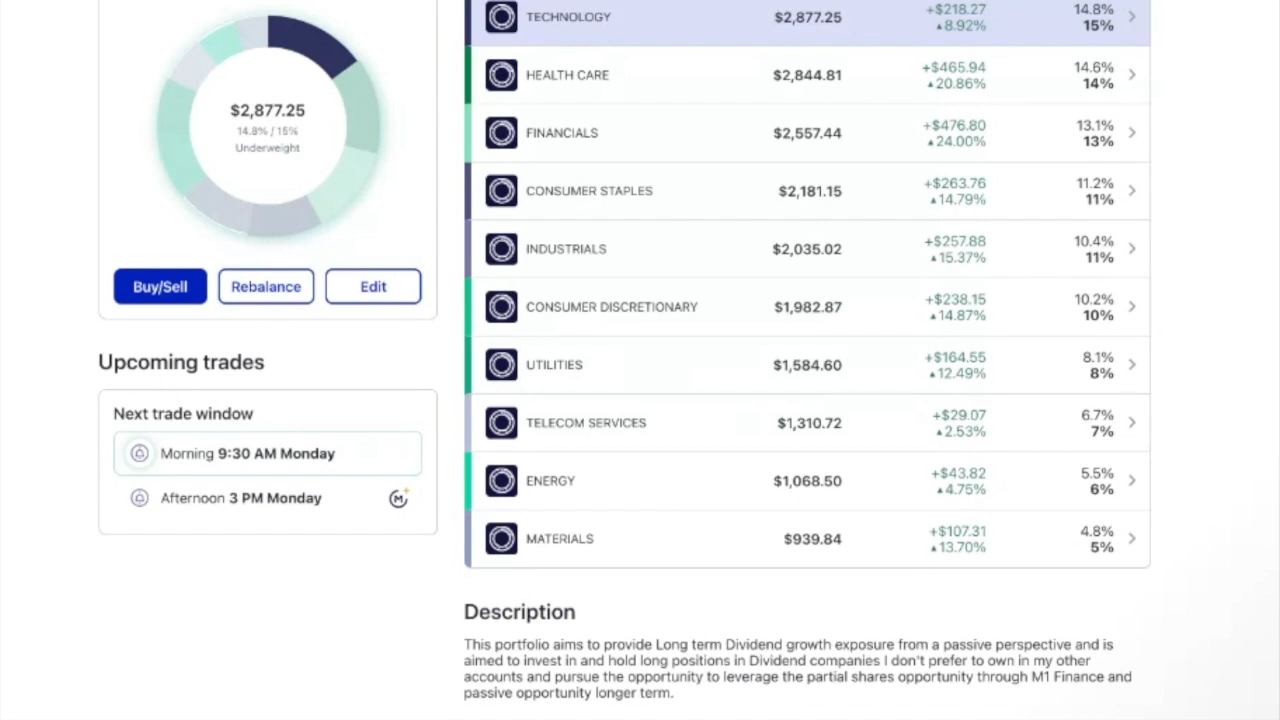 $2,877.25
14.8% / 15%
Underweight
Buy/Sell
Rebalance
Edit
Upcoming trades
Next trade window
Morning 9:30 AM Monday
Afternoon 3 PM Monday
M
TECHNOLOGY $2,877.25 +$218.27 14.8%
▲8.92% 15%
HEALTH CARE $2,844.81 +$465.94 14.6%
▲20.86% 14%
FINANCIALS $2,557.44 +$476.80 13.1%
▲24.00% 13%
CONSUMER STAPLES $2,181.15 +$263.76 11.2%
▲14.79% 11%
INDUSTRIALS $2,035.02 +$257.88 10.4%
▲15.37% 11%
CONSUMER DISCRETIONARY $1,982.87 +$238.15 10.2%
▲14.87% 10%
UTILITIES $1,584.60 +$164.55 8.1%
▲12.49% 8%
TELECOM SERVICES $1,310.72 +$29.07 6.7%
▲2.53% 7%
ENERGY $1,068.50 +$43.82 5.5%
▲4.75% 6%
MATERIALS $939.84 +$107.31 4.8%
▲13.70% 5%
Description
This portfolio aims to provide Long term Dividend growth exposure from a passive perspective and is
aimed to invest in and hold long positions in Dividend companies I don't prefer to own in my other
accounts and pursue the opportunity to leverage the partial shares opportunity through M1 Finance and
passive opportunity longer term.